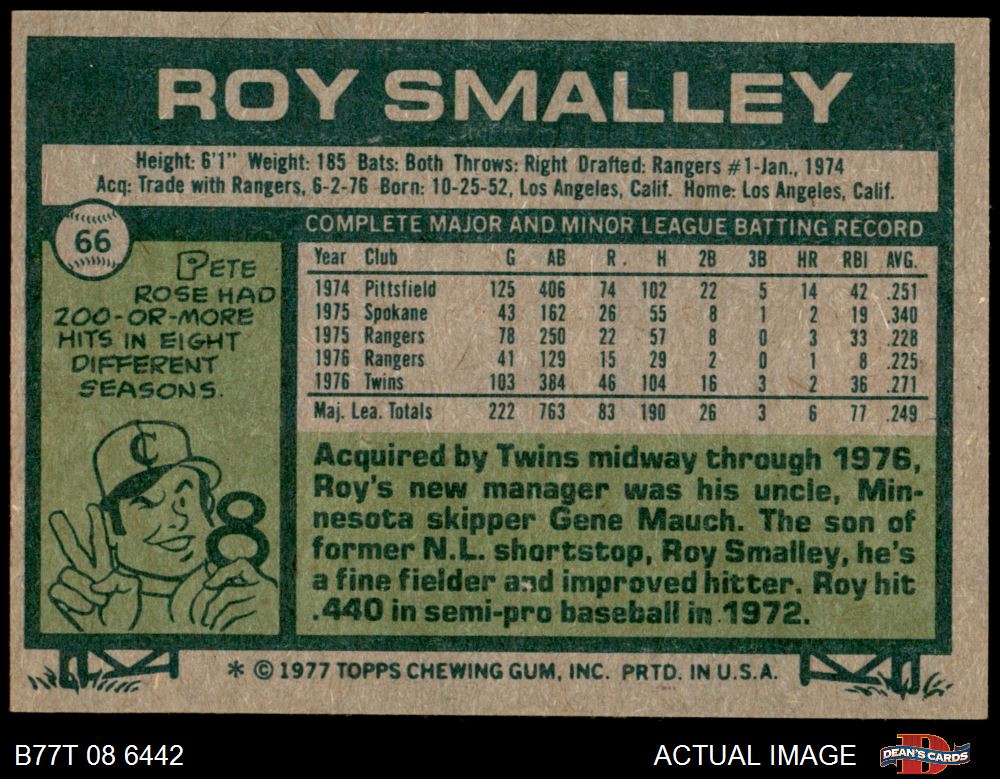 ROY SMALLEY
Height: 6'1" Weight: 185 Bats: Both Throws: Right Drafted: Rangers #1-Jan., 1974
Acq: Trade with Rangers, 6-2-76 Born: 10-25-52, Los Angeles, Calif. Home: Los Angeles, Calif.
66
PETE
ROSE HAD
200-OR-MORE
HITS IN EIGHT
DIFFERENT
SEASONS.
C
8
COMPLETE MAJOR AND MINOR LEAGUE BATTING RECORD
Year Club G AB R. H 2B 3B HR RBI AVG.
1974 Pittsfield 125 406 74 102 22 5 14 42 .251
1975 Spokane 43 162 26 55 8 1 2 19 .340
1975 Rangers 78 250 22 57 8 0 3 33 .228
1976 Rangers 41 129 15 29 2 0 1 8 .225
1976 Twins 103 384 46 104 16 3 2 36 .271
Maj. Lea. Totals 222 763 83 190 26 3 6 77 .249
Acquired by Twins midway through 1976,
Roy's new manager was his uncle, Min-
nesota skipper Gene Mauch. The son of
former N.L. shortstop, Roy Smalley, he's
a fine fielder and improved hitter. Roy hit
.440 in semi-pro baseball in 1972.
* © 1977 TOPPS CHEWING GUM, INC. PRTD. IN U.S.A.
B77T 08 6442
ACTUAL IMAGE
D
DEAN'S CARDS